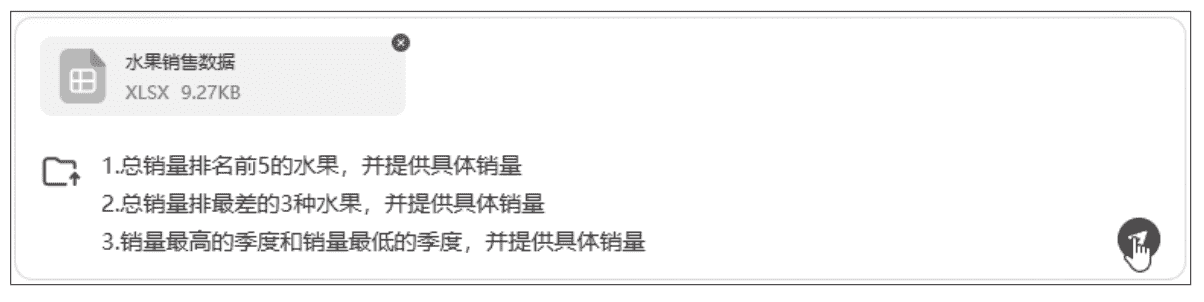 水果销售数据
XLSX 9.27KB
1.总销量排名前5的水果，并提供具体销量
2.总销量排最差的3种水果，并提供具体销量
3.销量最高的季度和销量最低的季度，并提供具体销量